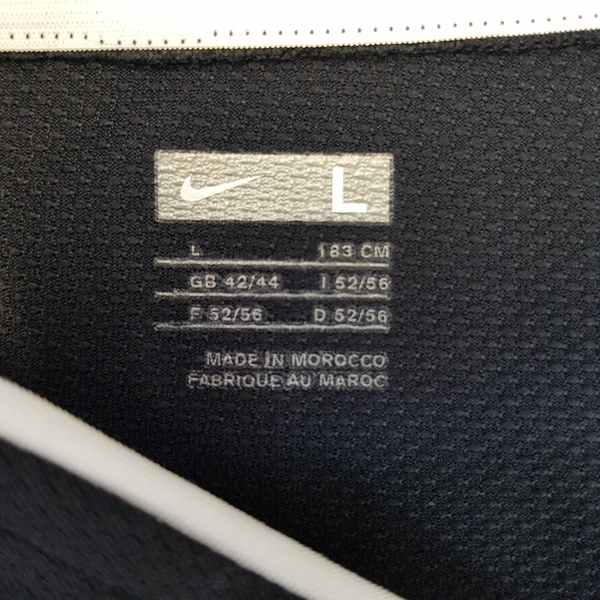 L
L 183 CM
GB 42/44 I 52/56
F 52/56 D 52/56
MADE IN MOROCCO
FABRIQUE AU MAROC